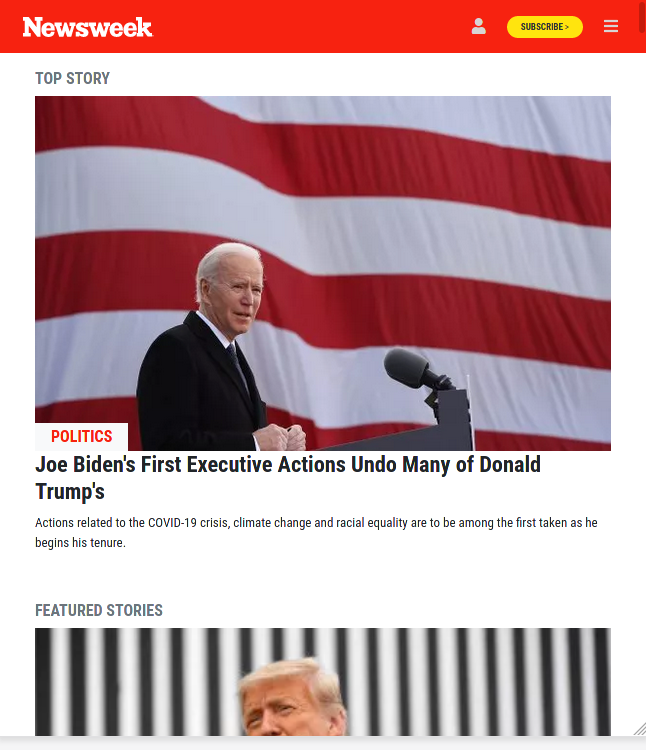 Newsweek
SUBSCRIBE >
TOP STORY
POLITICS
Joe Biden's First Executive Actions Undo Many of Donald
Trump's
Actions related to the COVID-19 crisis, climate change and racial equality are to be among the first taken as he
begins his tenure.
FEATURED STORIES